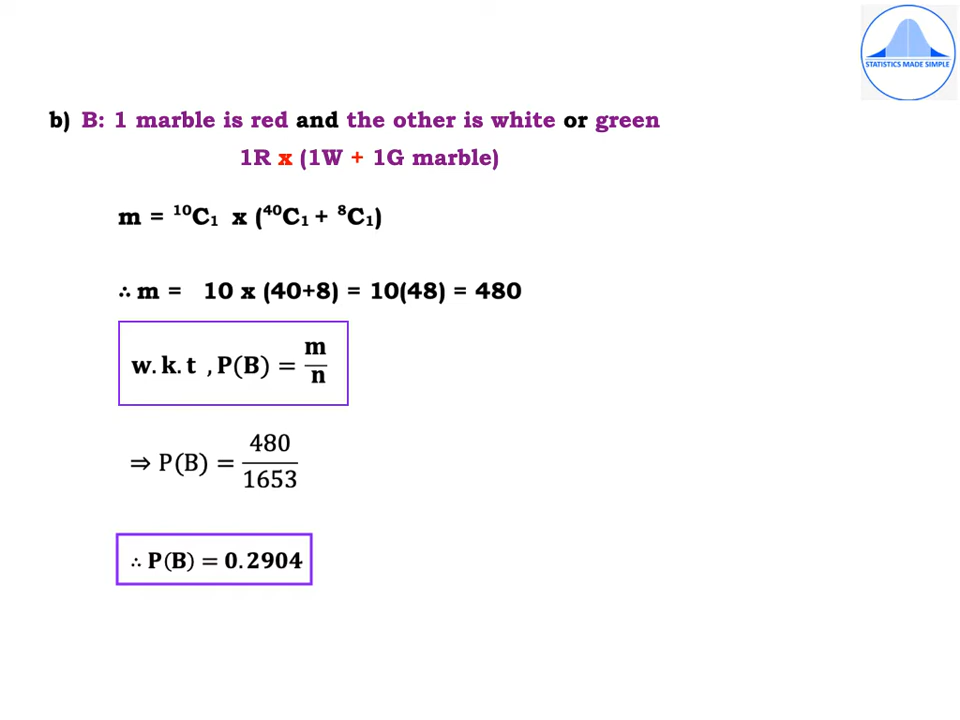 STATISTICS MADE SIMPLE
b) B: 1 marble is red and the other is white or green
1R x (1W + 1G marble)
m = ¹⁰C₁ x (⁴⁰C₁ + ⁸C₁)
∴ m = 10 x (40+8) = 10(48) = 480
w.k.t , P(B) = m/n
⇒ P(B) = 480/1653
∴ P(B) = 0.2904